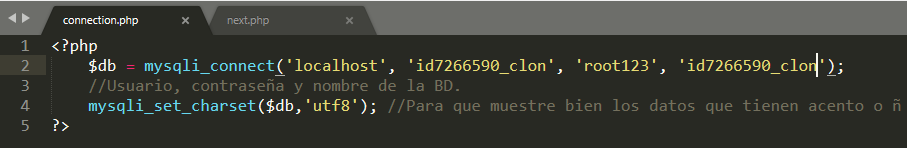 connection.php × next.php ×
1 <?php
2 $db = mysqli_connect('localhost', 'id7266590_clon', 'root123', 'id7266590_clon');
3 //Usuario, contraseña y nombre de la BD.
4 mysqli_set_charset($db,'utf8'); //Para que muestre bien los datos que tienen acento o ñ
5 ?>